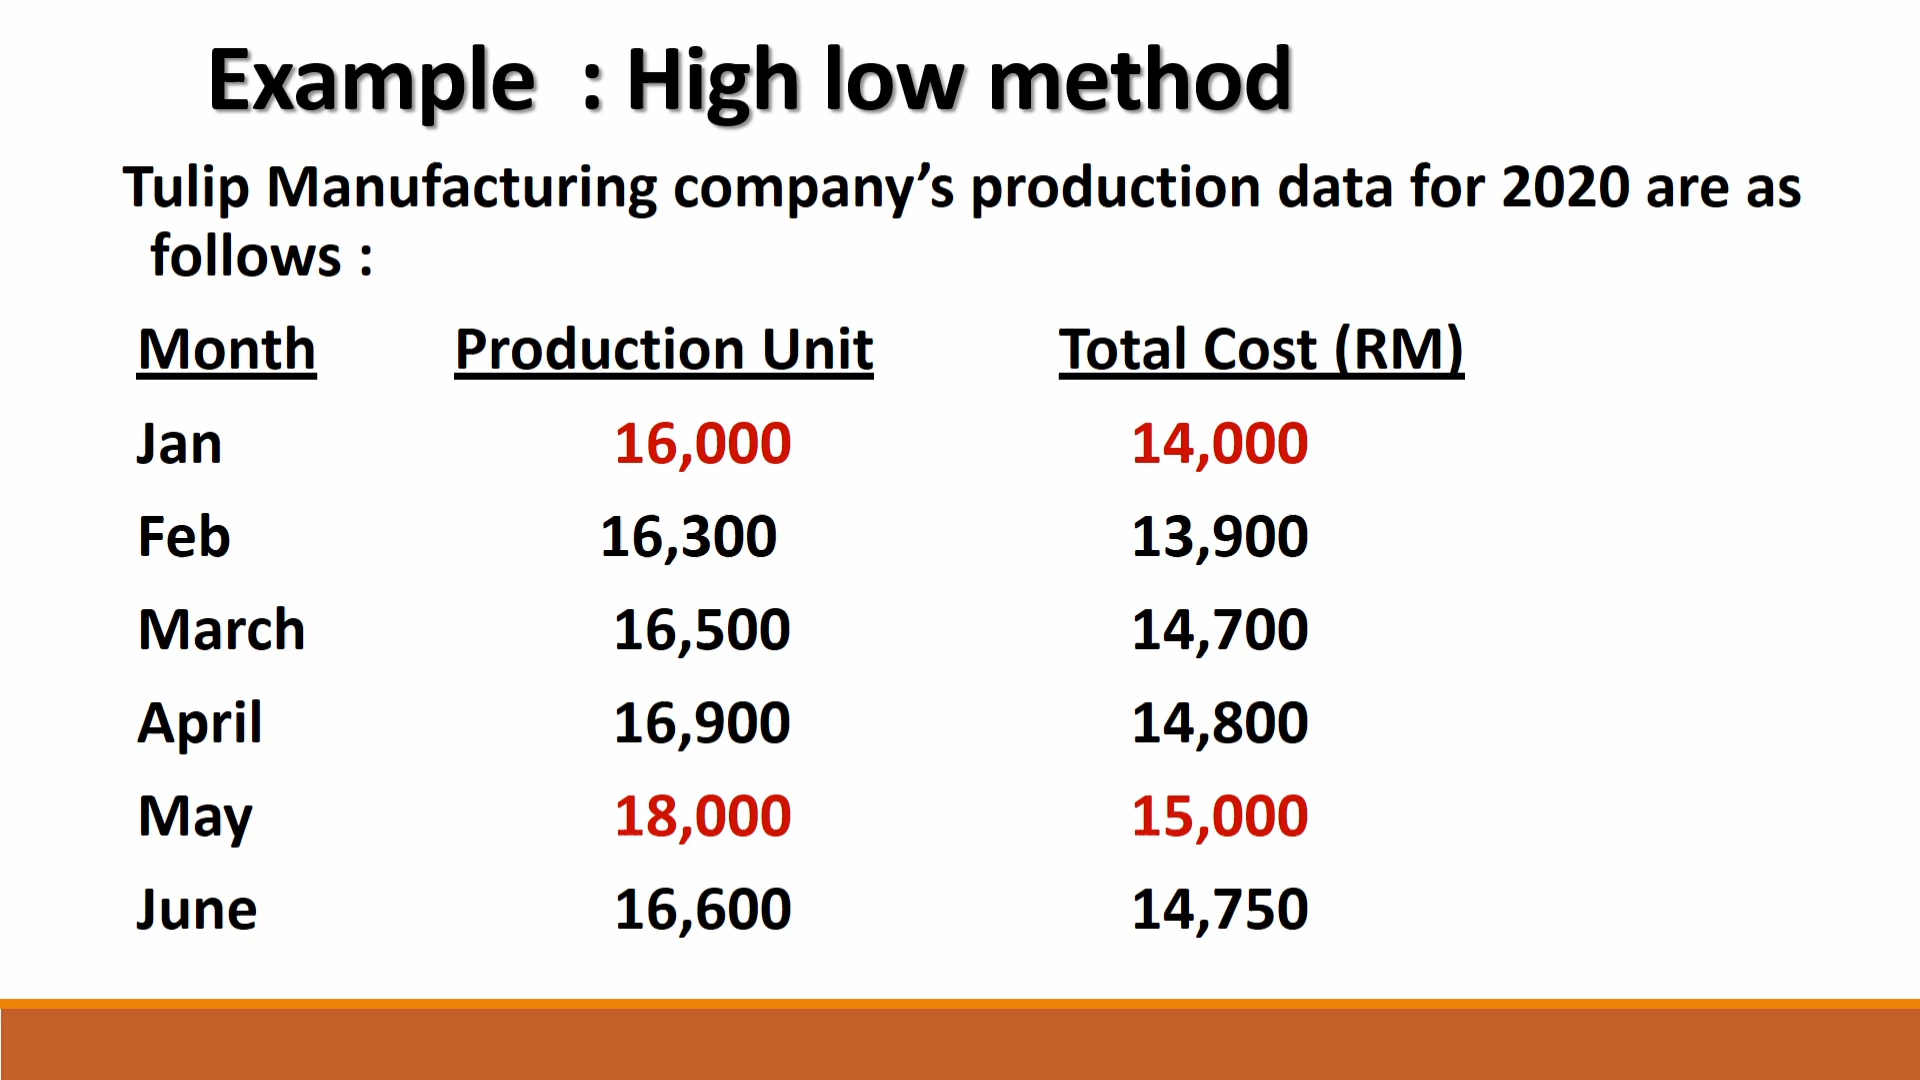 Example : High low method
Tulip Manufacturing company’s production data for 2020 are as
follows :
Month Production Unit Total Cost (RM)
Jan 16,000 14,000
Feb 16,300 13,900
March 16,500 14,700
April 16,900 14,800
May 18,000 15,000
June 16,600 14,750